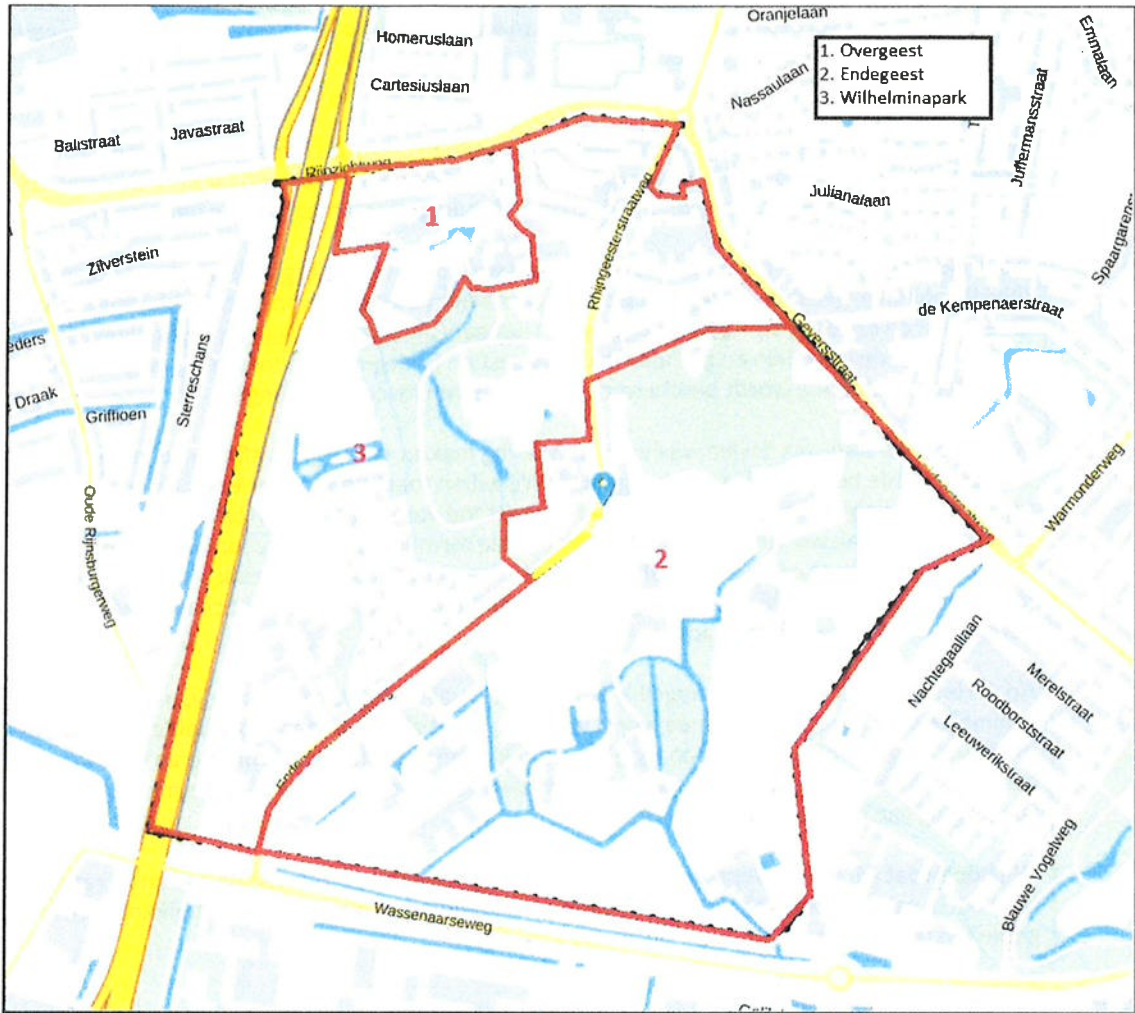 Oranjelaan
Emmalaan
Homeruslaan
1. Overgeest
2. Endegeest
3. Wilhelminapark
Cartesiuslaan
Nassaulaan
Juffermansstraat
Balistraat
Javastraat
Rijnzichtweg
Julianalaan
1
Rhijngeesterstraatweg
Zilverstein
de Kempenaerstraat
Geversstraat
Sterreschans
Draak
Griffioen
3
Warmonderweg
Oude Rijnsburgerweg
2
Nachtegaallaan
Merelstraat
Roodborststraat
Leeuwerikstraat
Blauwe Vogelweg
Wassenaarseweg